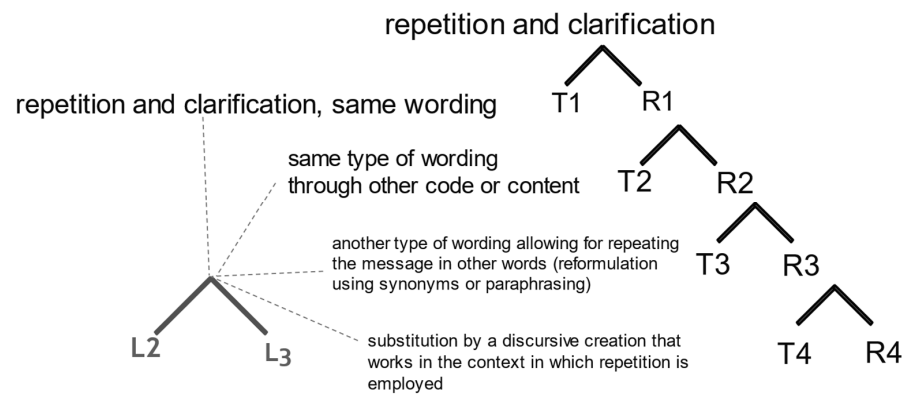 repetition and clarification
T1 R1
repetition and clarification, same wording
same type of wording
through other code or content
T2 R2
another type of wording allowing for repeating
the message in other words (reformulation
using synonyms or paraphrasing)
T3 R3
L2 L3
substitution by a discursive creation that
works in the context in which repetition is
employed
T4 R4